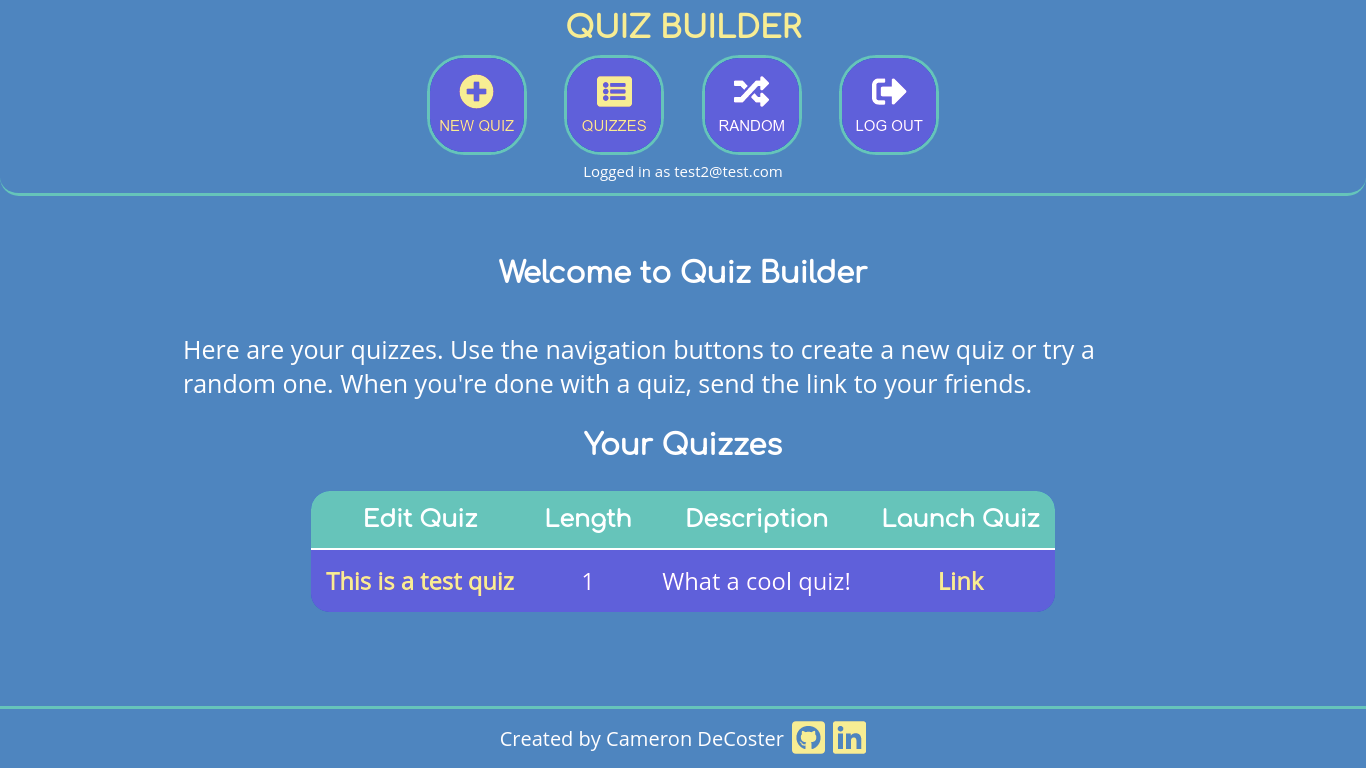 QUIZ BUILDER
NEW QUIZ
QUIZZES
RANDOM
LOG OUT
Logged in as test2@test.com
Welcome to Quiz Builder
Here are your quizzes. Use the navigation buttons to create a new quiz or try a
random one. When you're done with a quiz, send the link to your friends.
Your Quizzes
Edit Quiz Length Description Launch Quiz
This is a test quiz 1 What a cool quiz! Link
Created by Cameron DeCoster in